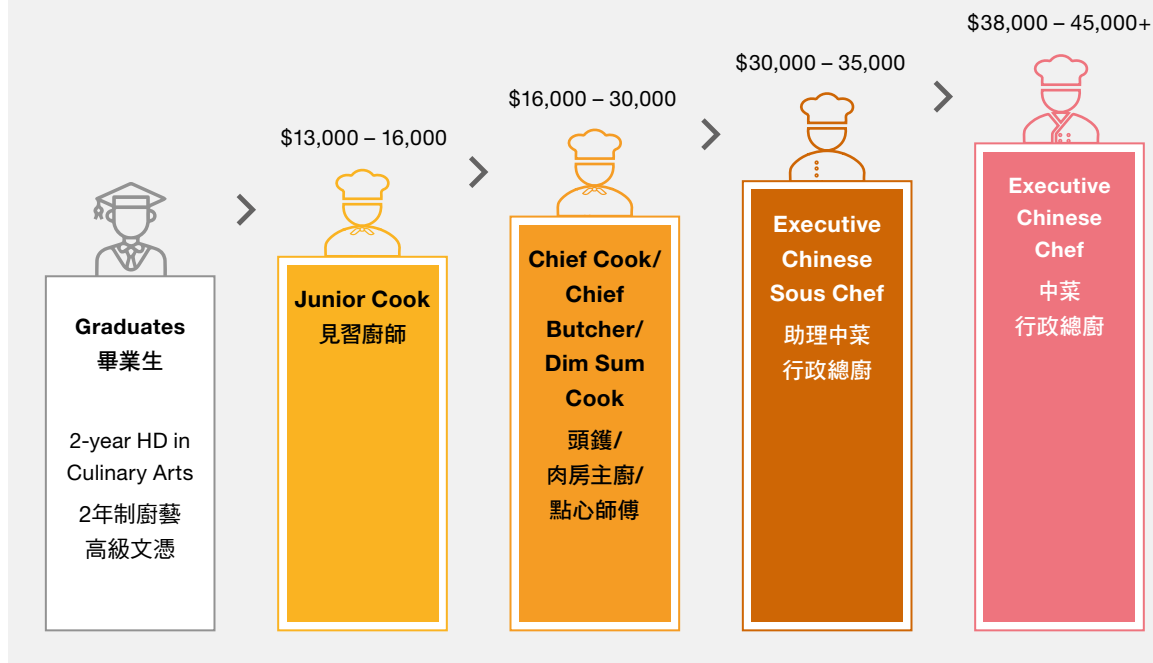 Graduates
畢業生
2-year HD in
Culinary Arts
2年制廚藝
高級文憑
$13,000 – 16,000
Junior Cook
見習廚師
$16,000 – 30,000
Chief Cook/
Chief
Butcher/
Dim Sum
Cook
頭鑊/
肉房主廚/
點心師傅
$30,000 – 35,000
Executive
Chinese
Sous Chef
助理中菜
行政總廚
$38,000 – 45,000+
Executive
Chinese
Chef
中菜
行政總廚